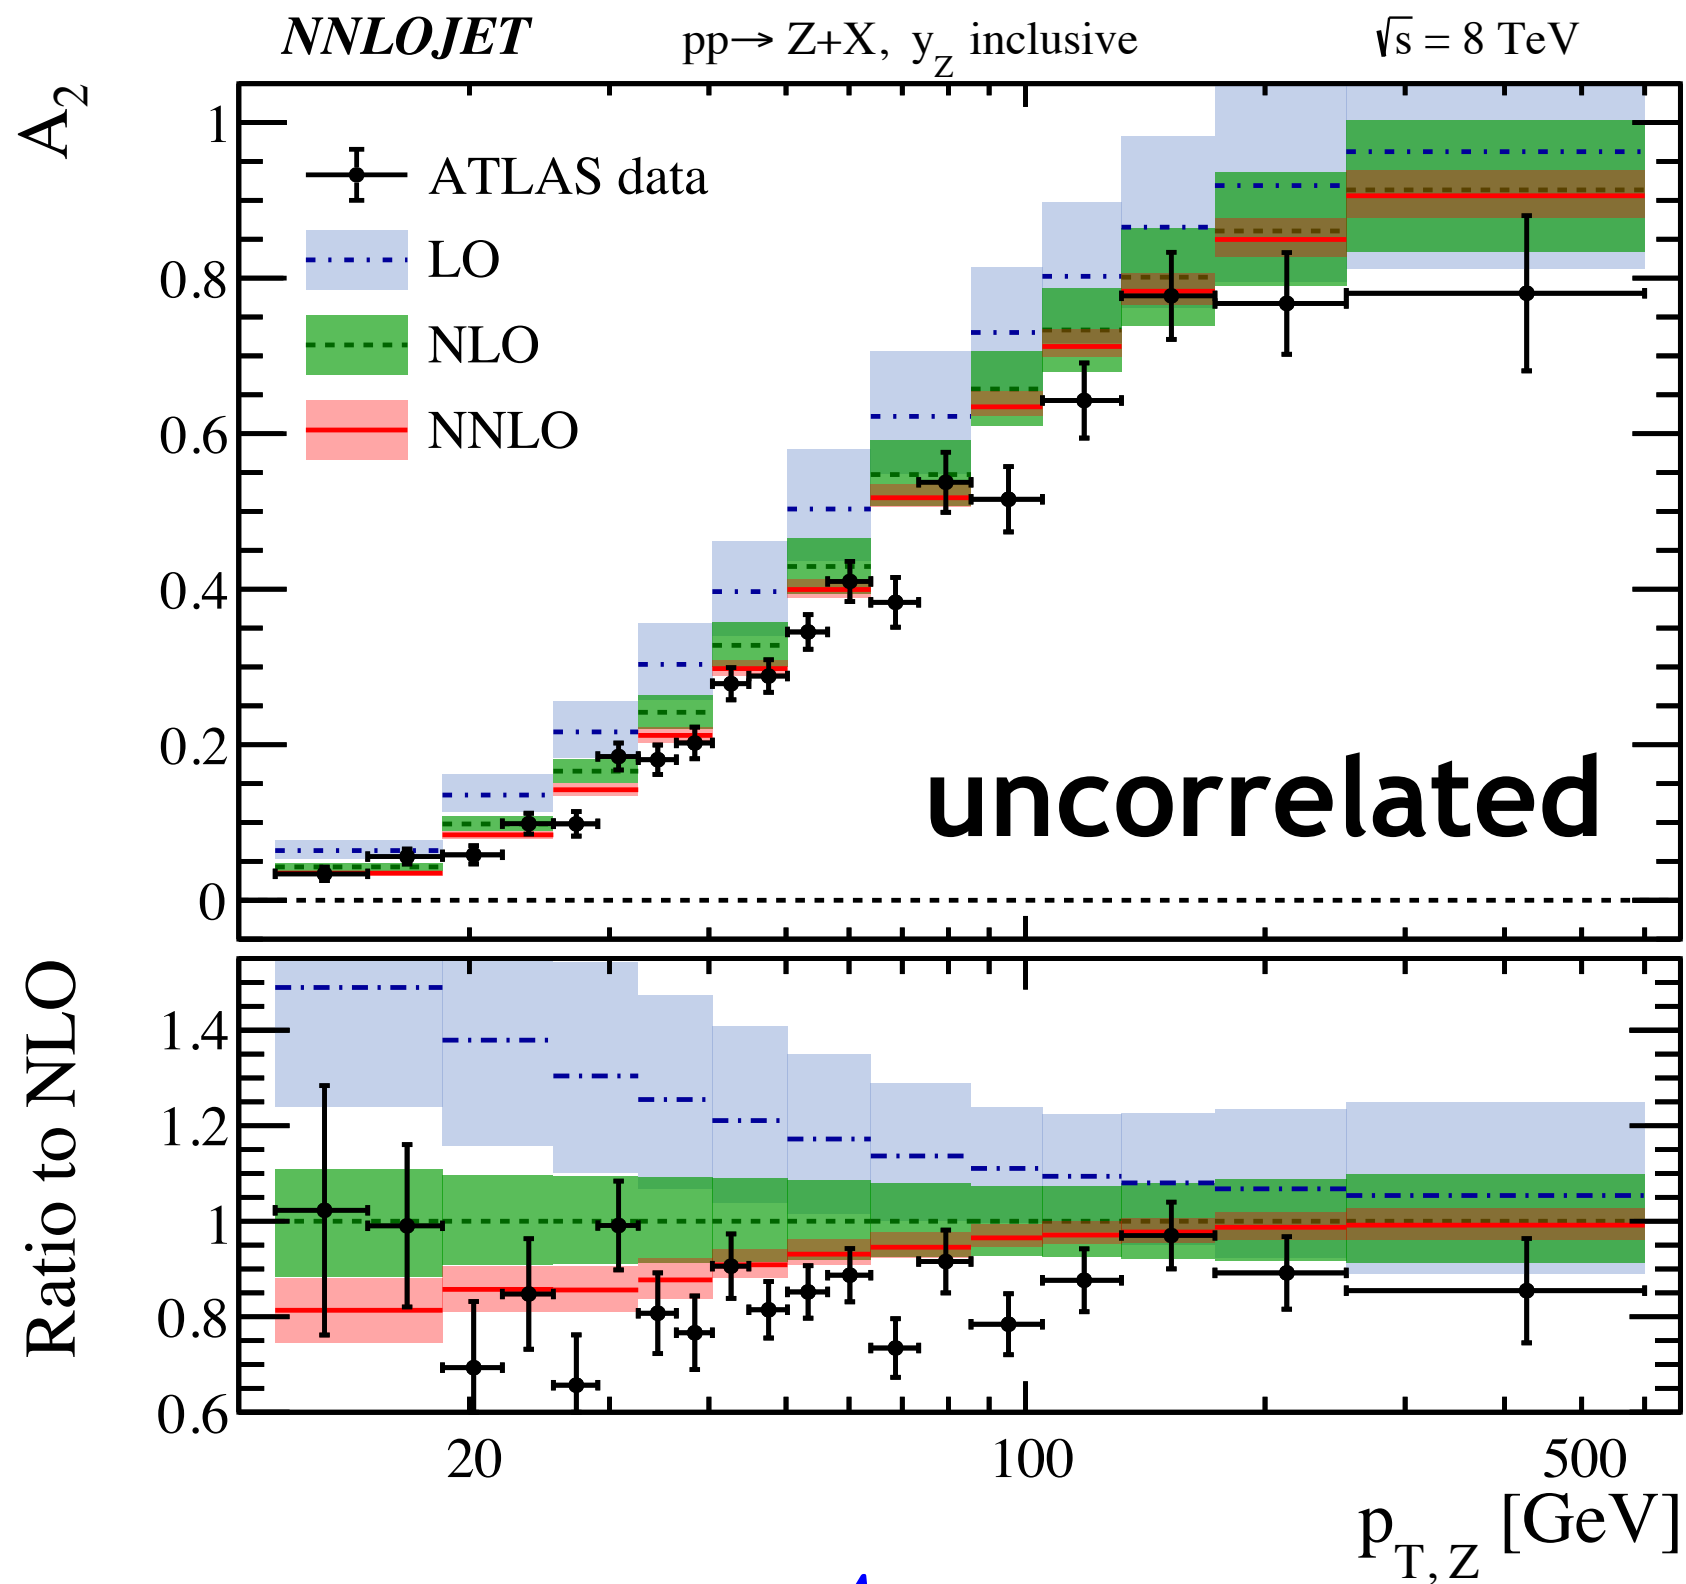 NNLOJET pp→ Z+X, y_Z inclusive √s = 8 TeV
A_2
1
0.8
0.6
0.4
0.2
0
ATLAS data
LO
NLO
NNLO
uncorrelated
Ratio to NLO
1.4
1.2
1
0.8
0.6
20 100 500
p_T, Z [GeV]